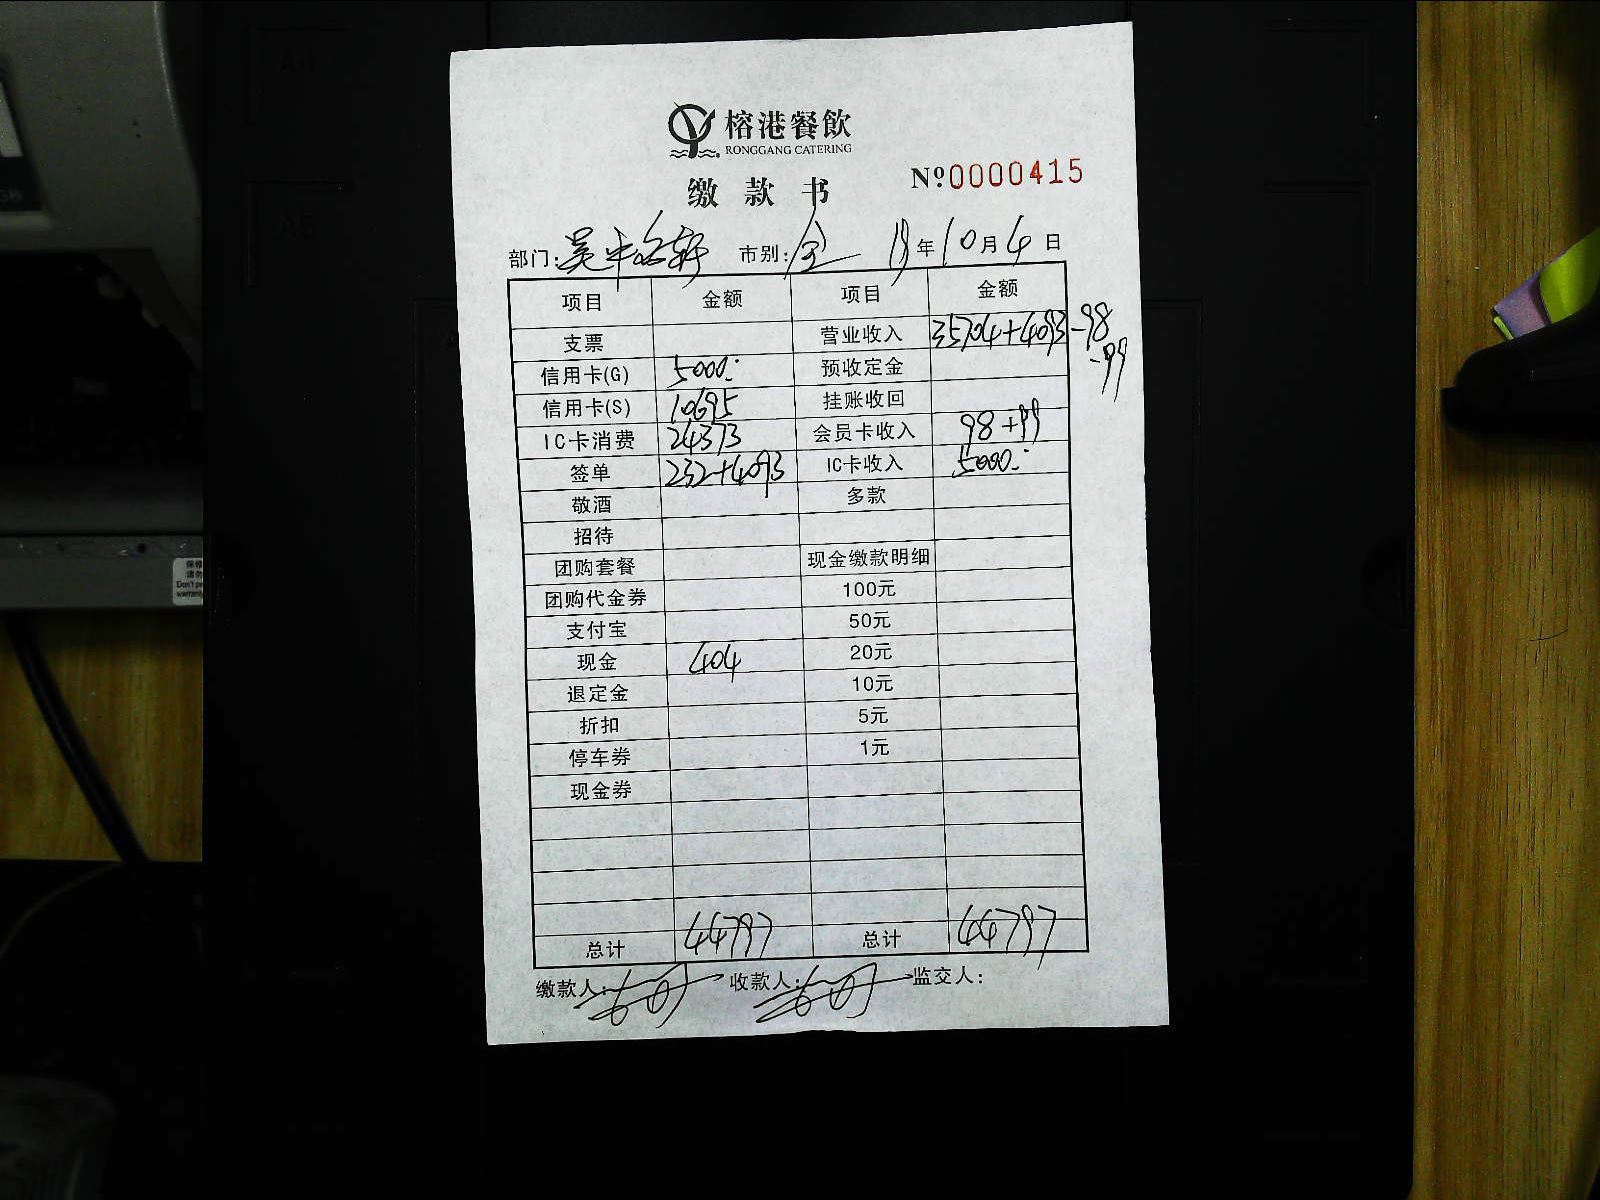 榕港餐飲
RONGGANG CATERING
缴款书
№0000415
部门: 吴中 市别: 全 18年10月4日
项目 金额 项目 金额
支票 营业收入 35704+4093-98-99
信用卡(G) 5000.- 预收定金
信用卡(S) 10695 挂账收回
IC卡消费 24373 会员卡收入 98+99
签单 232+4093 IC卡收入 5000.-
敬酒 多款
招待
团购套餐 现金缴款明细
团购代金券 100元
支付宝 50元
现金 404 20元
退定金 10元
折扣 5元
停车券 1元
现金券
总计 44797 总计 44797
缴款人: 收款人: 监交人: